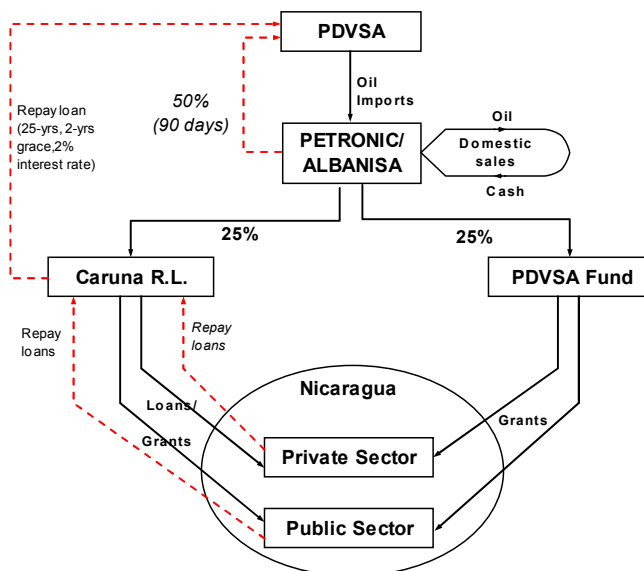 PDVSA
Repay loan
(25-yrs, 2-yrs
grace,2%
interest rate)
50%
(90 days)
Oil
Imports
PETRONIC/
ALBANISA
Oil
Domestic
sales
Cash
25%
25%
Caruna R.L.
PDVSA Fund
Repay
loans
Repay
loans
Nicaragua
Loans/
Grants
Grants
Private Sector
Public Sector